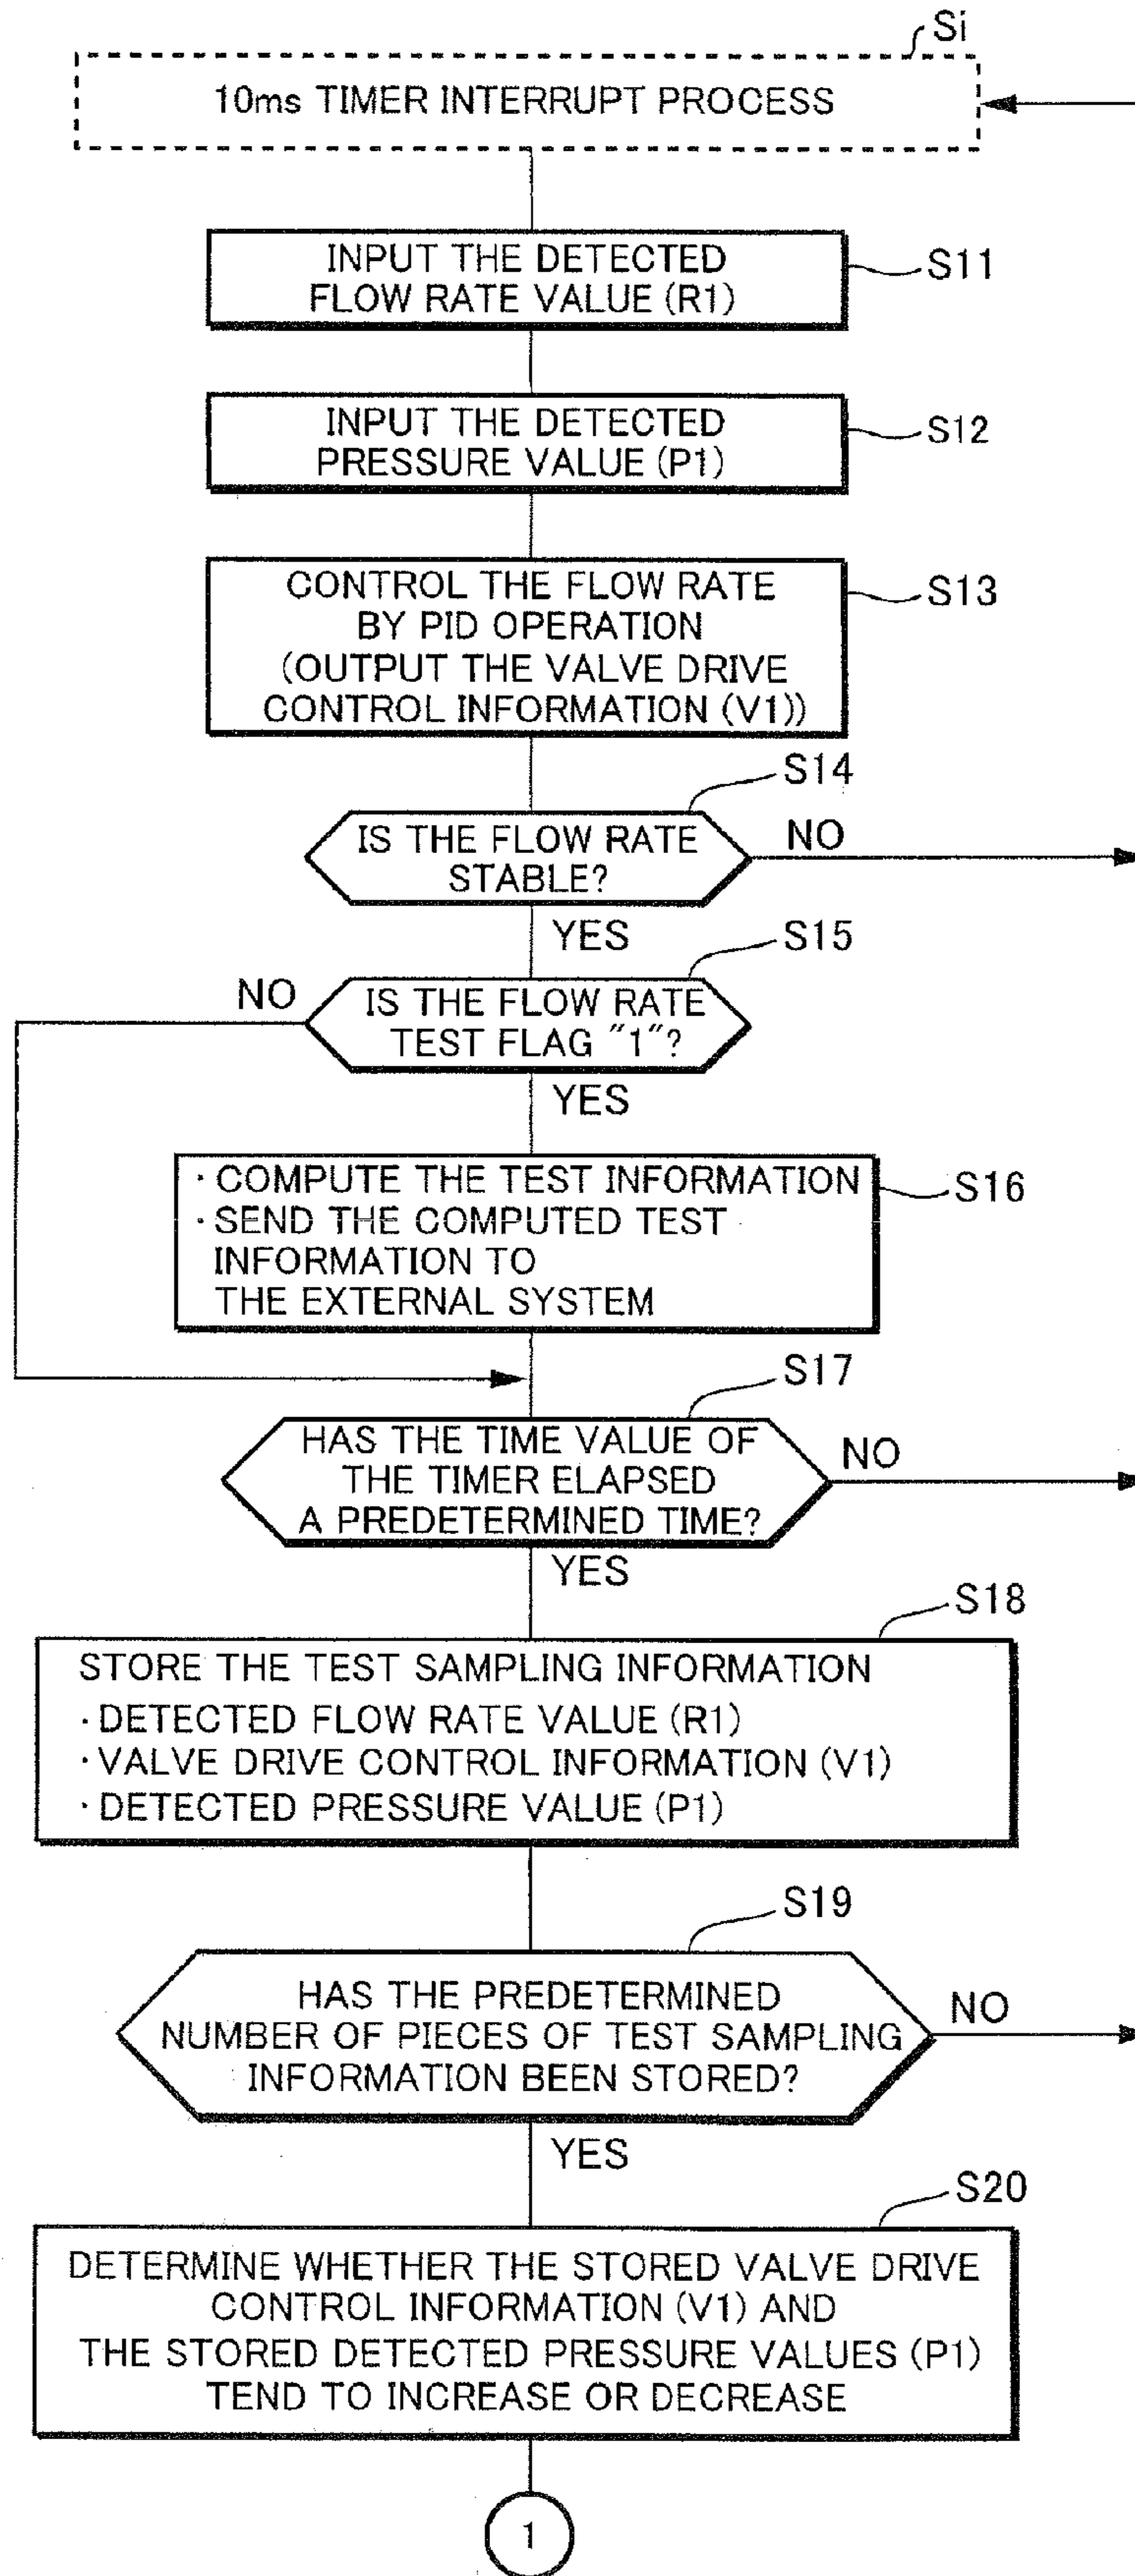 Si
10ms TIMER INTERRUPT PROCESS
INPUT THE DETECTED
FLOW RATE VALUE (R1)
S11
INPUT THE DETECTED
PRESSURE VALUE (P1)
S12
CONTROL THE FLOW RATE
BY PID OPERATION
(OUTPUT THE VALVE DRIVE
CONTROL INFORMATION (V1))
S13
S14
IS THE FLOW RATE
STABLE?
NO
YES
S15
NO
IS THE FLOW RATE
TEST FLAG "1"?
YES
· COMPUTE THE TEST INFORMATION
· SEND THE COMPUTED TEST
INFORMATION TO
THE EXTERNAL SYSTEM
S16
S17
HAS THE TIME VALUE OF
THE TIMER ELAPSED
A PREDETERMINED TIME?
NO
YES
S18
STORE THE TEST SAMPLING INFORMATION
· DETECTED FLOW RATE VALUE (R1)
· VALVE DRIVE CONTROL INFORMATION (V1)
· DETECTED PRESSURE VALUE (P1)
S19
HAS THE PREDETERMINED
NUMBER OF PIECES OF TEST SAMPLING
INFORMATION BEEN STORED?
NO
YES
S20
DETERMINE WHETHER THE STORED VALVE DRIVE
CONTROL INFORMATION (V1) AND
THE STORED DETECTED PRESSURE VALUES (P1)
TEND TO INCREASE OR DECREASE
1